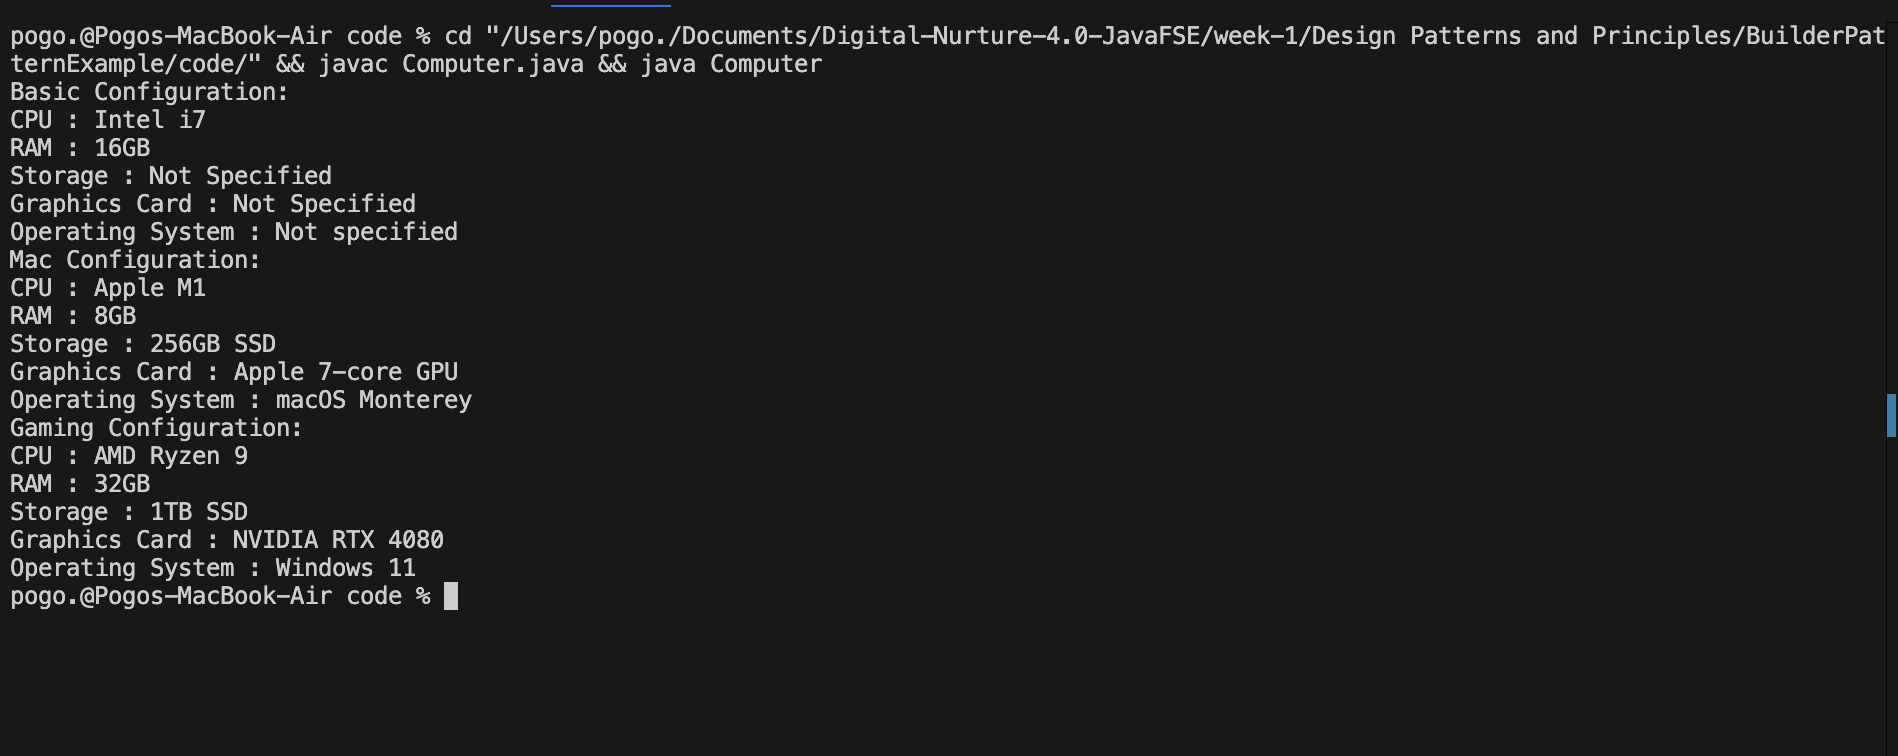 pogo.@Pogos-MacBook-Air code % cd "/Users/pogo./Documents/Digital-Nurture-4.0-JavaFSE/week-1/Design Patterns and Principles/BuilderPat
ternExample/code/" && javac Computer.java && java Computer
Basic Configuration:
CPU : Intel i7
RAM : 16GB
Storage : Not Specified
Graphics Card : Not Specified
Operating System : Not specified
Mac Configuration:
CPU : Apple M1
RAM : 8GB
Storage : 256GB SSD
Graphics Card : Apple 7-core GPU
Operating System : macOS Monterey
Gaming Configuration:
CPU : AMD Ryzen 9
RAM : 32GB
Storage : 1TB SSD
Graphics Card : NVIDIA RTX 4080
Operating System : Windows 11
pogo.@Pogos-MacBook-Air code %